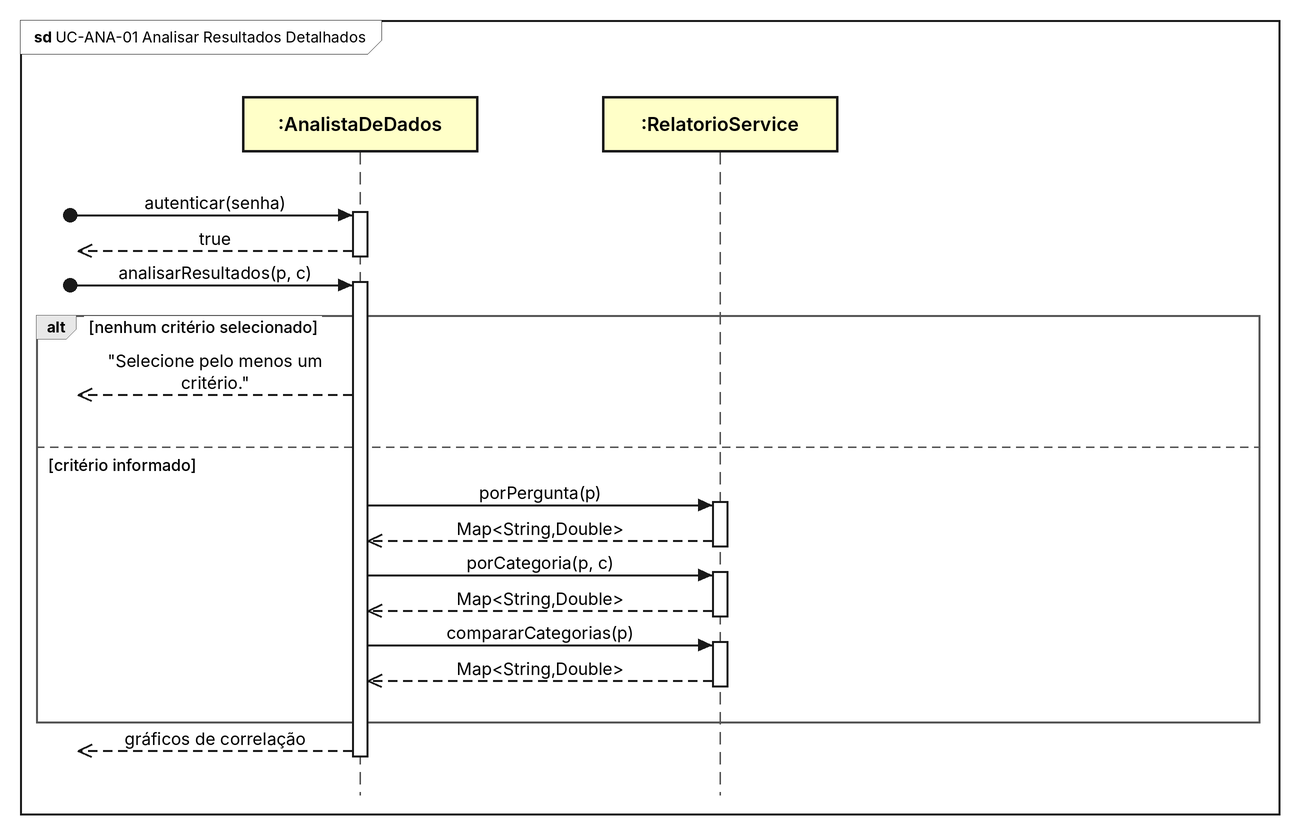 sd UC-ANA-01 Analisar Resultados Detalhados
:AnalistaDeDados
:RelatorioService
autenticar(senha)
true
analisarResultados(p, c)
alt [nenhum critério selecionado]
"Selecione pelo menos um
critério."
[critério informado]
porPergunta(p)
Map<String,Double>
porCategoria(p, c)
Map<String,Double>
compararCategorias(p)
Map<String,Double>
gráficos de correlação